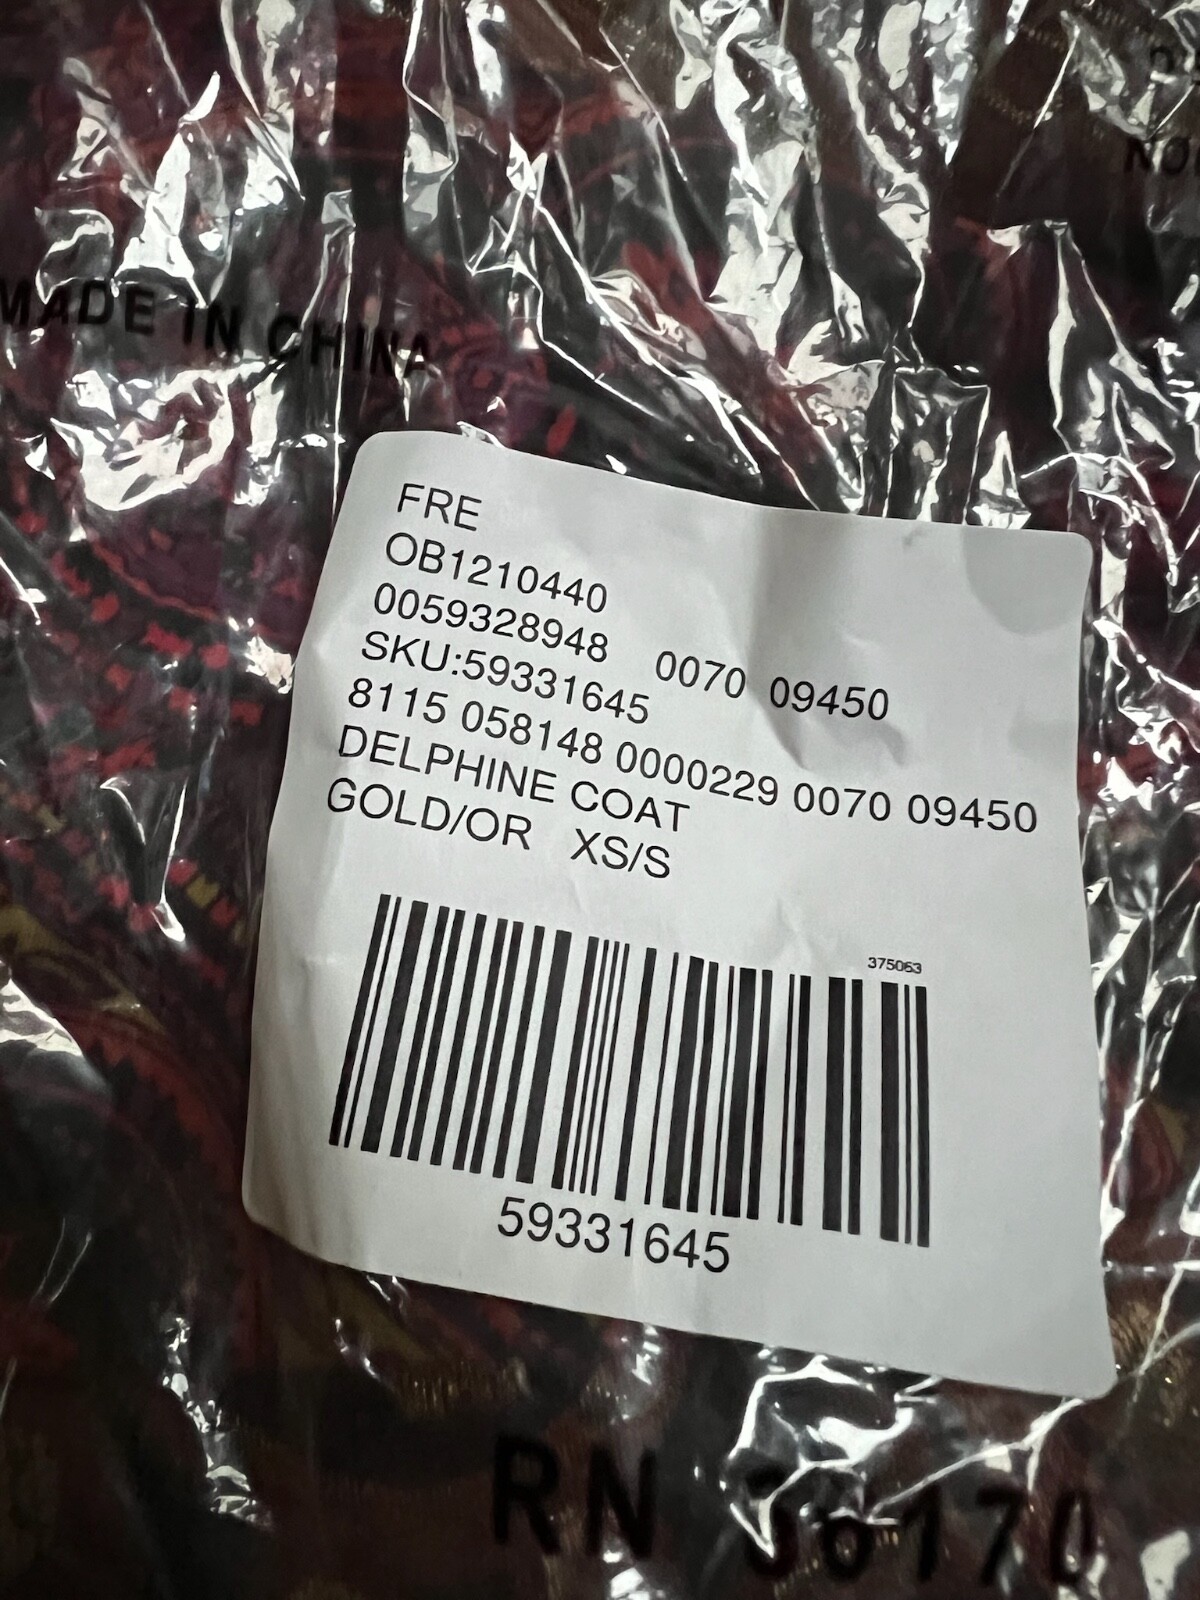 MADE IN CHINA
FRE
OB1210440
0059328948 0070 09450
SKU:59331645
8115 058148 0000229 0070 09450
DELPHINE COAT
GOLD/OR XS/S
375063
59331645
RN 36170